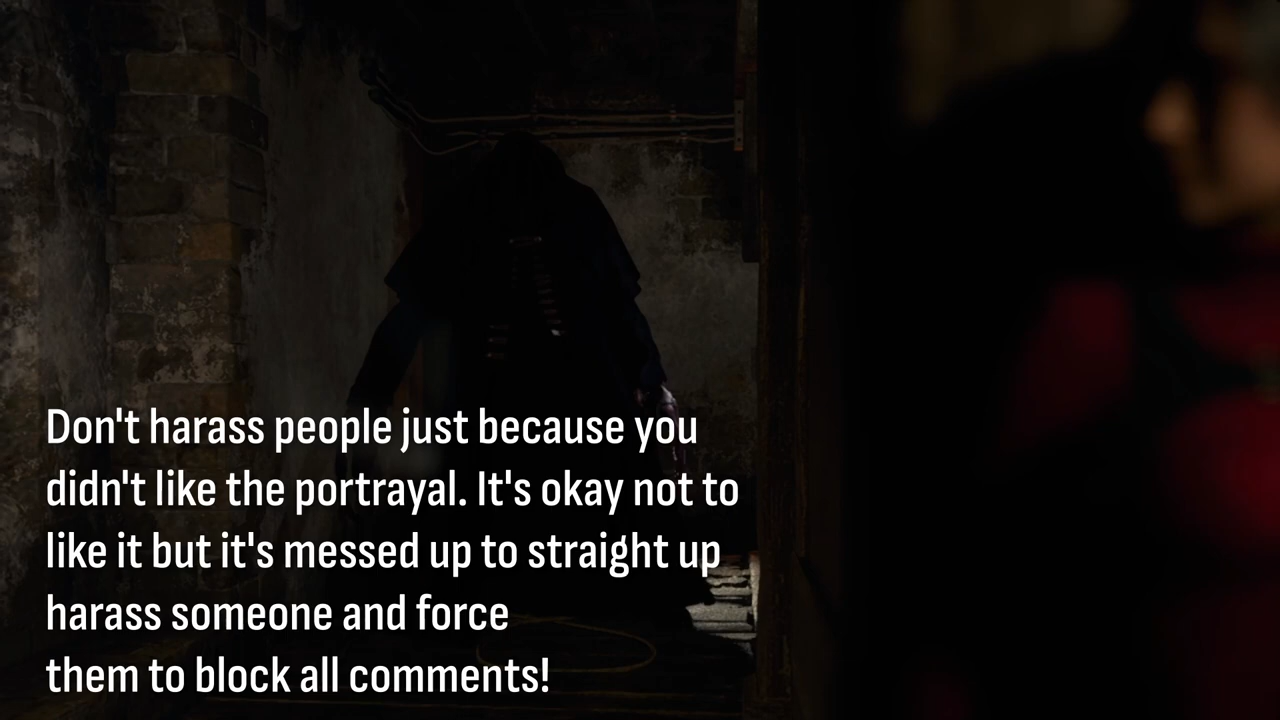 Don't harass people just because you
didn't like the portrayal. It's okay not to
like it but it's messed up to straight up
harass someone and force
them to block all comments!